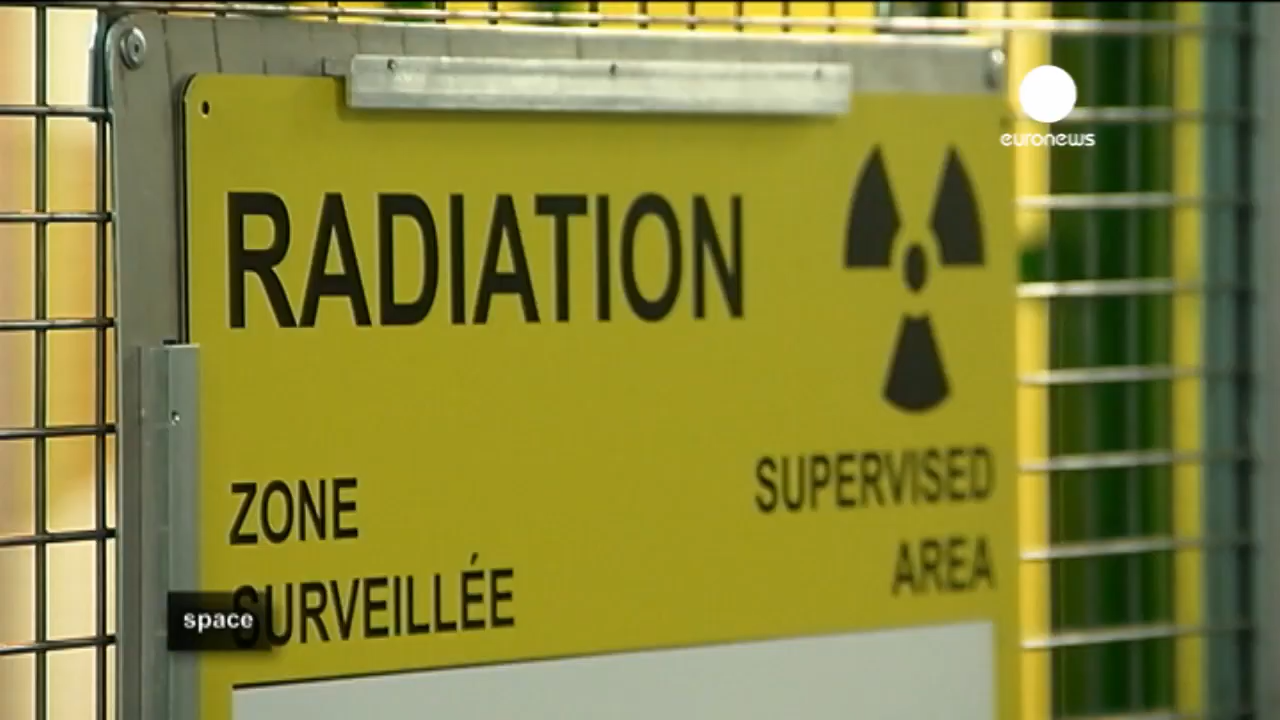 euronews
RADIATION
ZONE
SURVEILLÉE
SUPERVISED
AREA
space